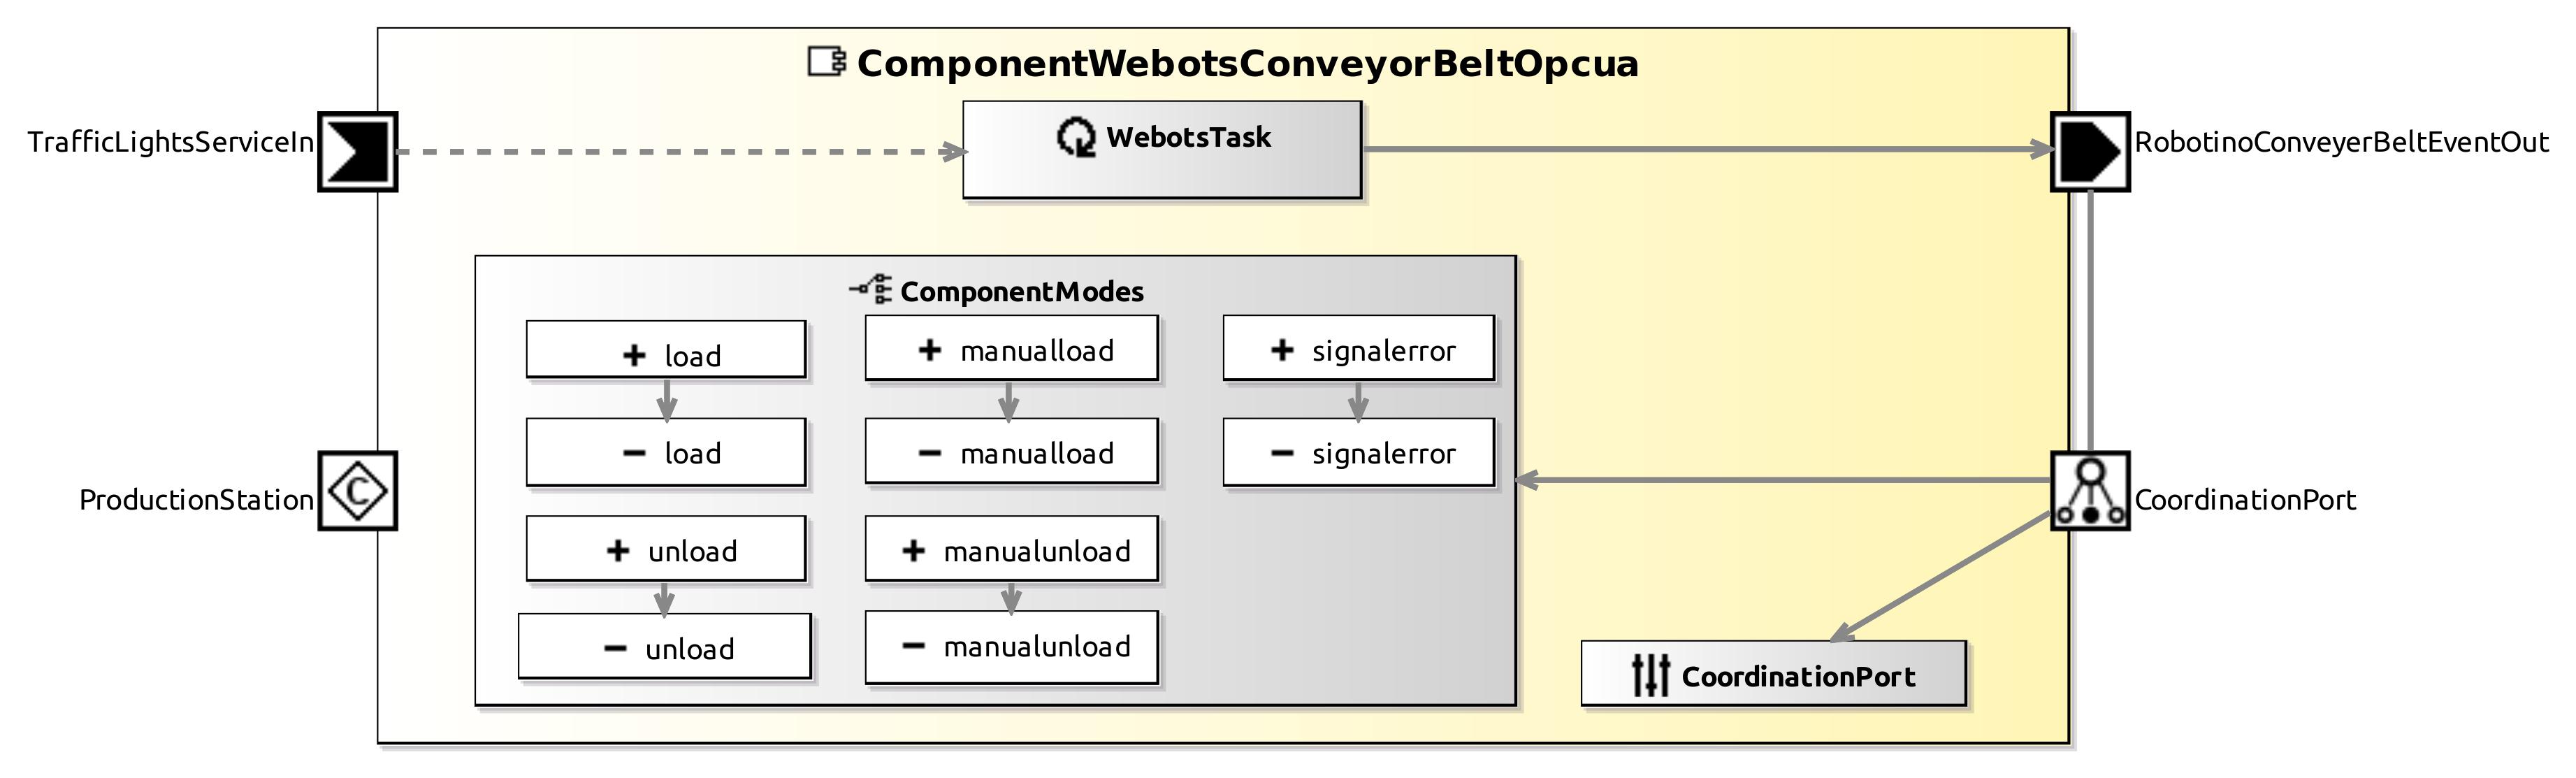 ComponentWebotsConveyorBeltOpcua
TrafficLightsServiceIn
WebotsTask
RobotinoConveyerBeltEventOut
ComponentModes
+ load
+ manualload
+ signalerror
- load
- manualload
- signalerror
ProductionStation
C
CoordinationPort
+ unload
+ manualunload
- unload
- manualunload
CoordinationPort